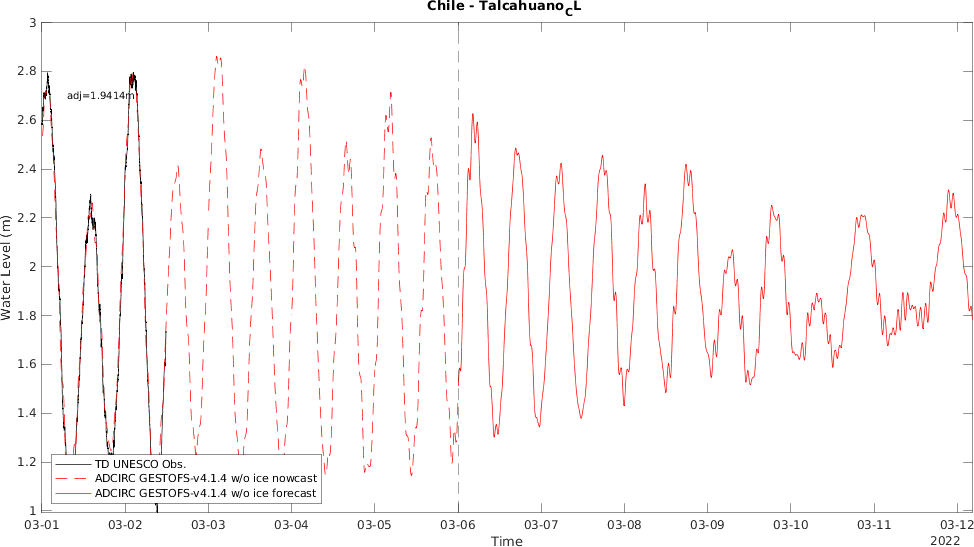 Chile - Talcahuano_CL
3
2.8
2.6
2.4
2.2
2
1.8
1.6
1.4
1.2
1
Water Level (m)
adj=1.9414m
TD UNESCO Obs.
ADCIRC GESTOFS-v4.1.4 w/o ice nowcast
ADCIRC GESTOFS-v4.1.4 w/o ice forecast
03-01 03-02 03-03 03-04 03-05 03-06 03-07 03-08 03-09 03-10 03-11 03-12
Time
2022